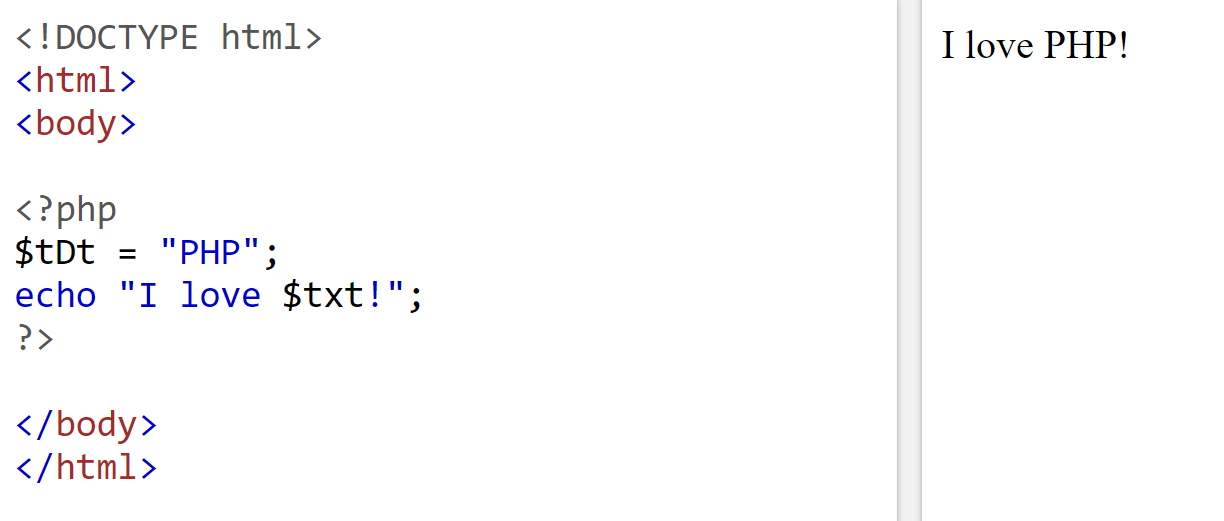 <!DOCTYPE html>
<html>
<body>
<?php
$tDt = "PHP";
echo "I love $txt!";
?>
</body>
</html>
I love PHP!